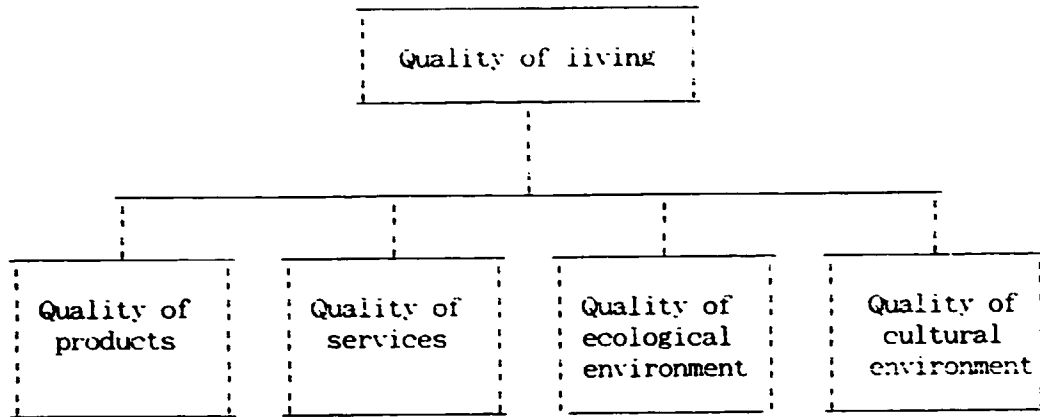 Quality of living
Quality of
products
Quality of
services
Quality of
ecological
environment
Quality of
cultural
environment